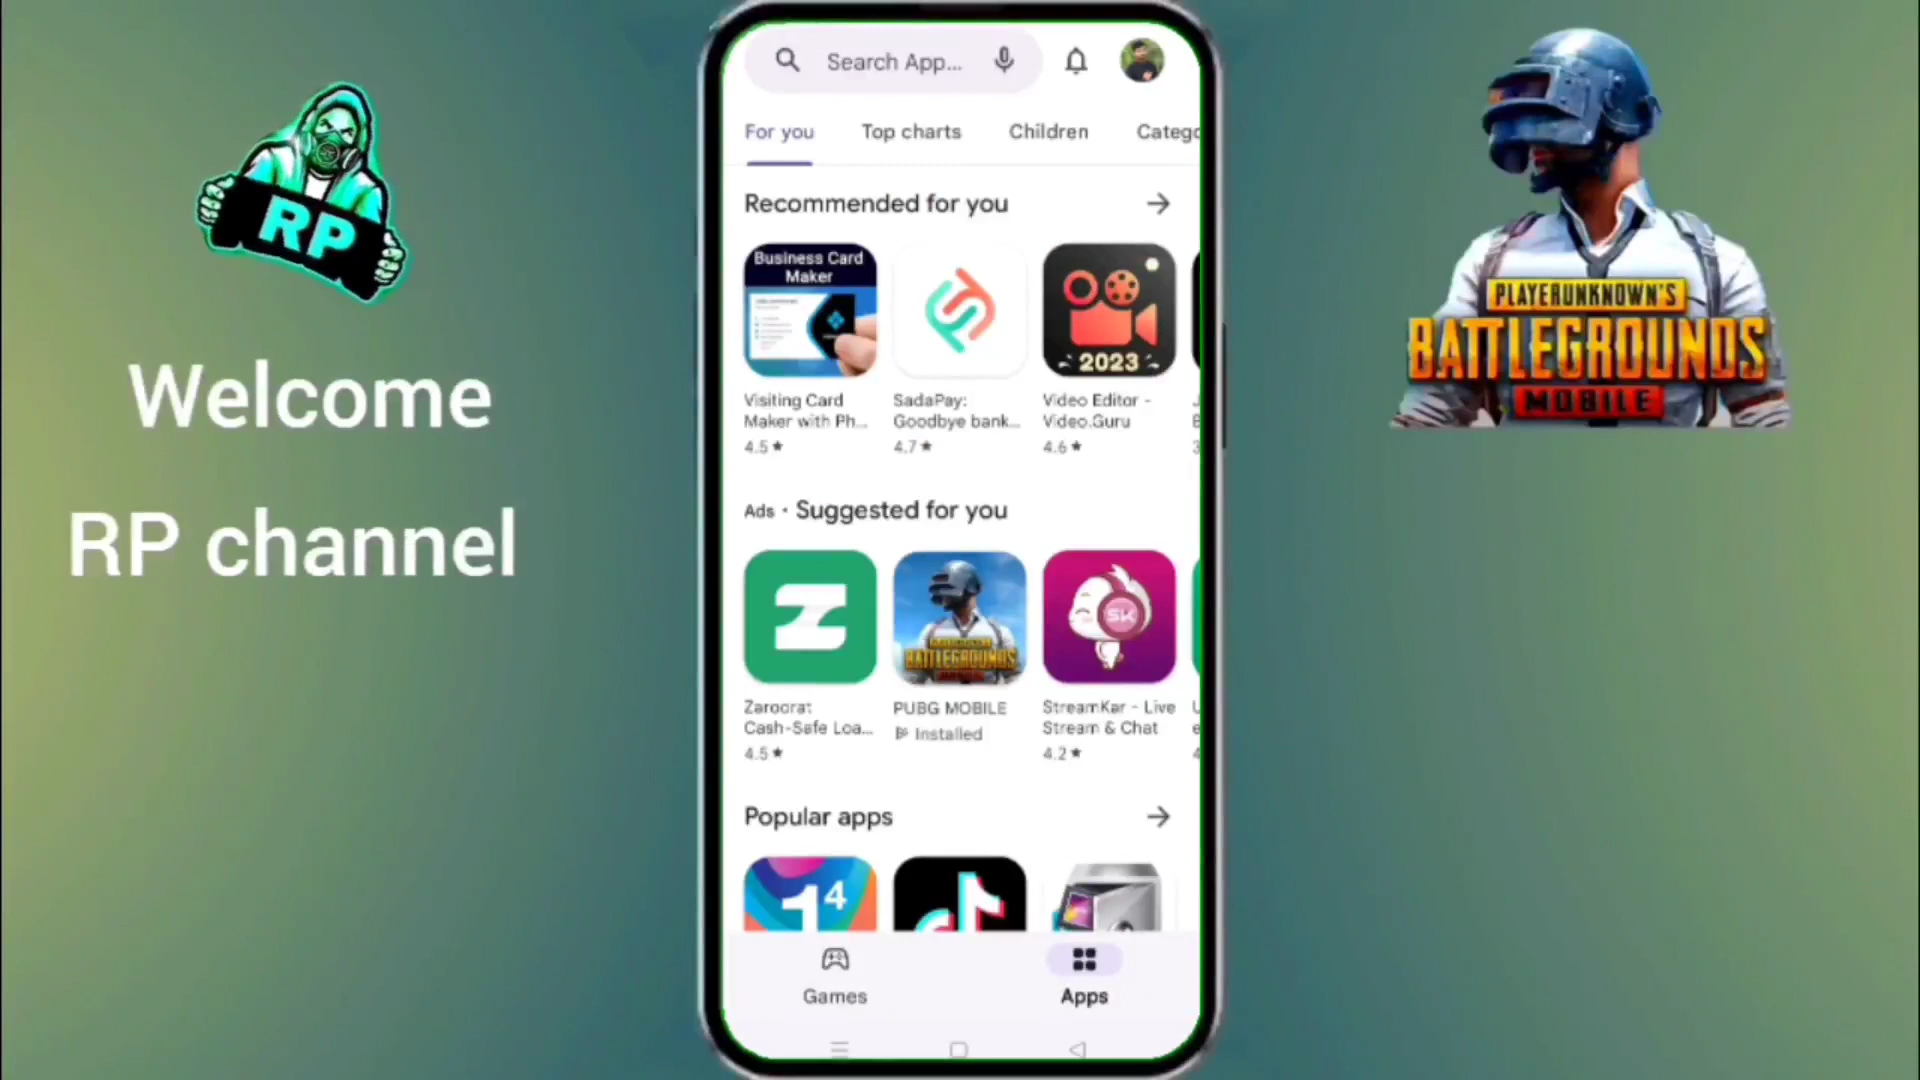 RP
Welcome
RP channel
Search App...
For you
Top charts
Children
Catego
Recommended for you
Business Card
Maker
2023
Visiting Card
Maker with Ph...
4.5★
SadaPay:
Goodbye bank...
4.7★
Video Editor -
Video.Guru
4.6★
Ads · Suggested for you
Z
BATTLEGROUNDS
SK
Zaroorat
Cash-Safe Loa...
4.5★
PUBG MOBILE
Installed
StreamKar - Live
Stream & Chat
4.2★
Popular apps
1⁴
Games
Apps
PLAYERUNKNOWN'S
BATTLEGROUNDS
MOBILE